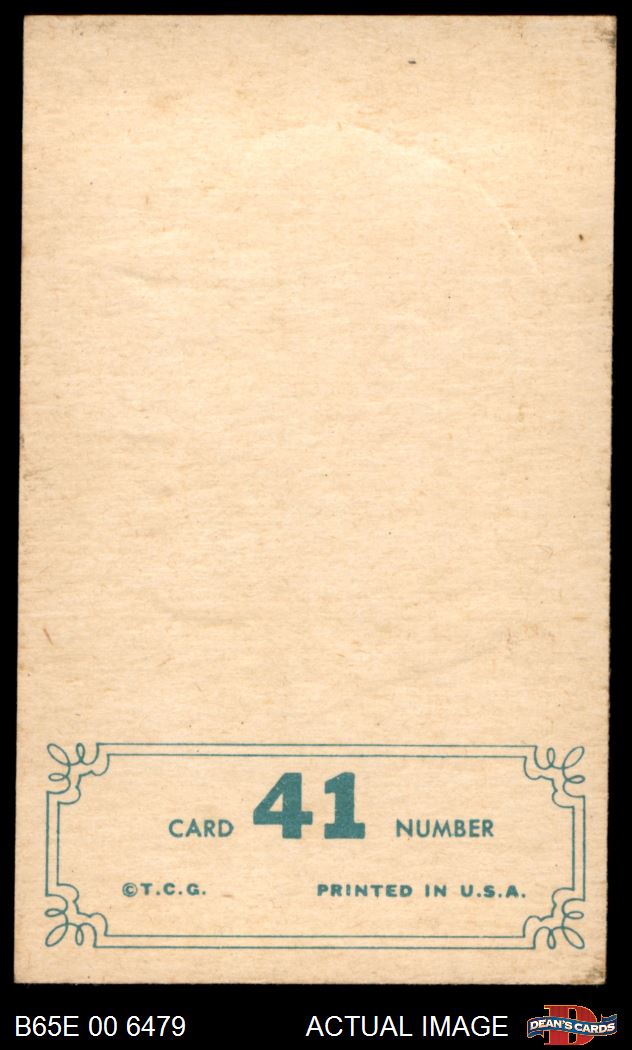 CARD 41 NUMBER
©T.C.G. PRINTED IN U.S.A.
B65E 00 6479 ACTUAL IMAGE DEAN'S CARDS